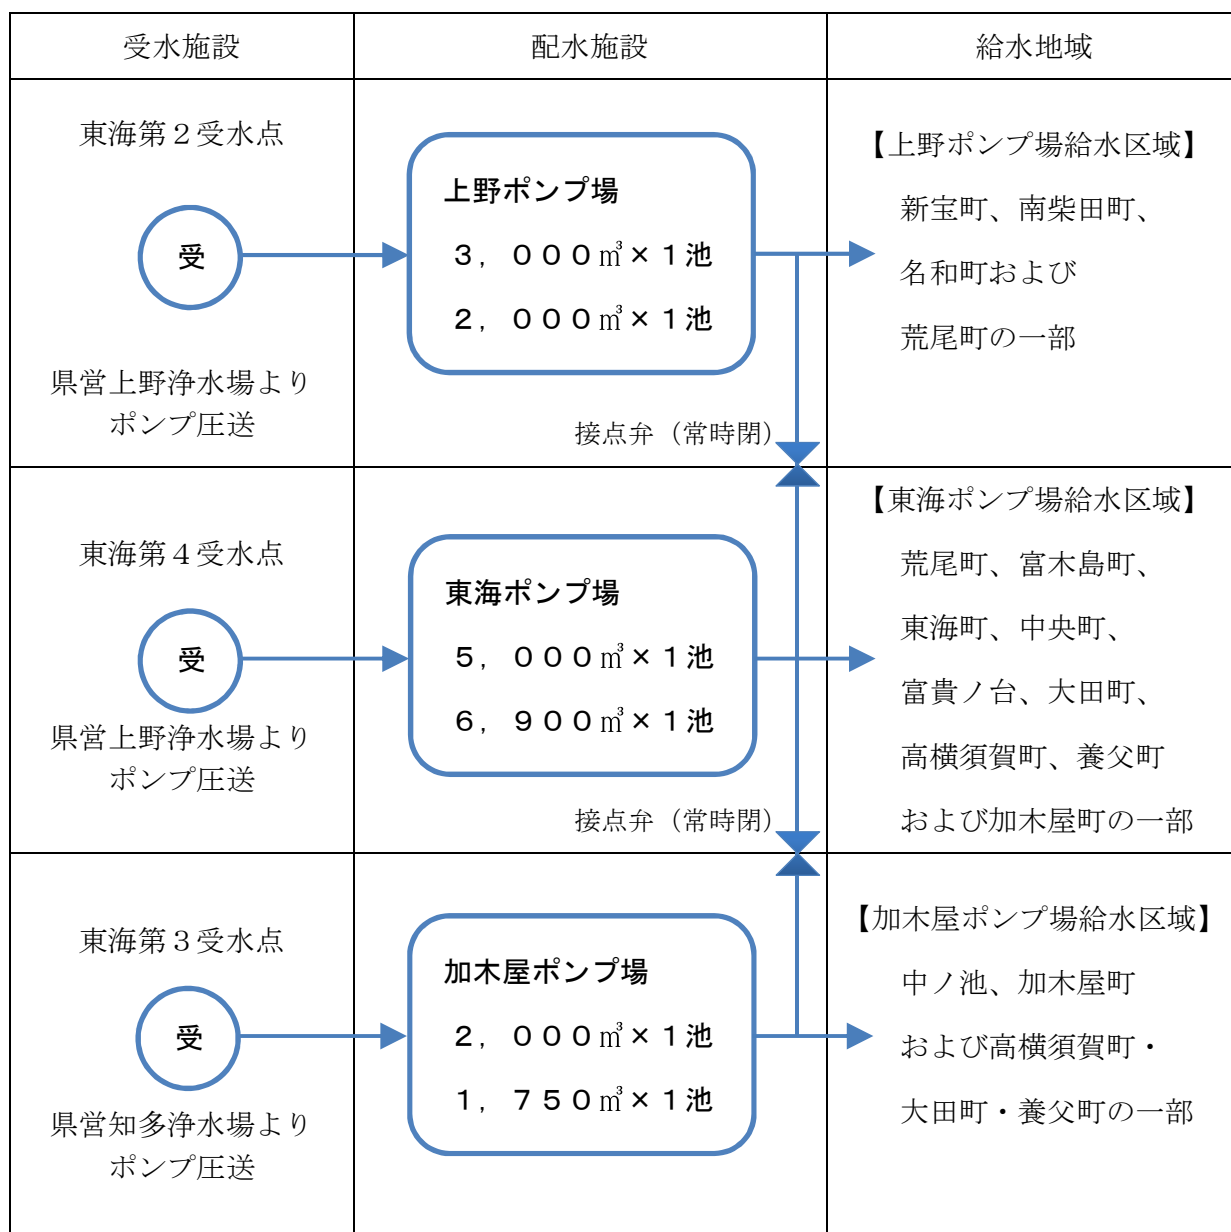 受水施設
配水施設
給水地域
東海第２受水点
受
県営上野浄水場より
ポンプ圧送
上野ポンプ場
３，０００㎥×１池
２，０００㎥×１池
接点弁（常時閉）
【上野ポンプ場給水区域】
新宝町、南柴田町、
名和町および
荒尾町の一部
東海第４受水点
受
県営上野浄水場より
ポンプ圧送
東海ポンプ場
５，０００㎥×１池
６，９００㎥×１池
接点弁（常時閉）
【東海ポンプ場給水区域】
荒尾町、富木島町、
東海町、中央町、
富貴ノ台、大田町、
高横須賀町、養父町
および加木屋町の一部
東海第３受水点
受
県営知多浄水場より
ポンプ圧送
加木屋ポンプ場
２，０００㎥×１池
１，７５０㎥×１池
【加木屋ポンプ場給水区域】
中ノ池、加木屋町
および高横須賀町・
大田町・養父町の一部